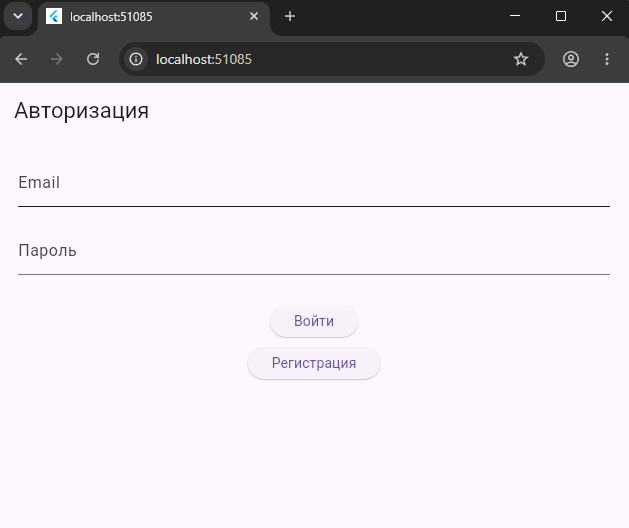 localhost:51085
localhost:51085
Авторизация
Email
Пароль
Войти
Регистрация